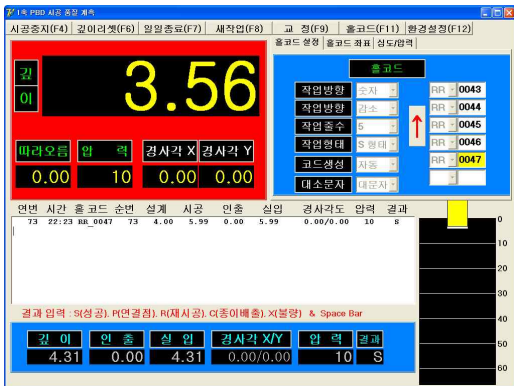 1축 PBD 시공 품질 계측
시공중지(F4) 깊이리셋(F6) 일일종료(F7) 새작업(F8) 교 정(F9) 홀코드(F11) 환경설정(F12)
홀코드 설정 홀코드 좌표 심도/압력
깊이 3.56
따라오름 압 력 경사각 X 경사각 Y
0.00 10 0.00 0.00
홀코드
작업방향 숫자 RR 0043
작업방향 감소 RR 0044
작업줄수 5 RR 0045
작업형태 S 형태 RR 0046
코드생성 자동 RR 0047
대소문자 대문자
연번 시간 홀 코드 순번 설계 시공 인출 실입 경사각도 압력 결과
73 22:23 RR_0047 73 4.00 5.99 0.00 5.99 0.00/0.00 10 S
결과 입력 : S(성공). P(연결점). R(재시공). C(종이배출). X(불량) & Space Bar
깊 이 인 출 실 입 경사각 X/Y 압 력 결과
4.31 0.00 4.31 0.00/0.00 10 S
0
10
20
30
40
50
60